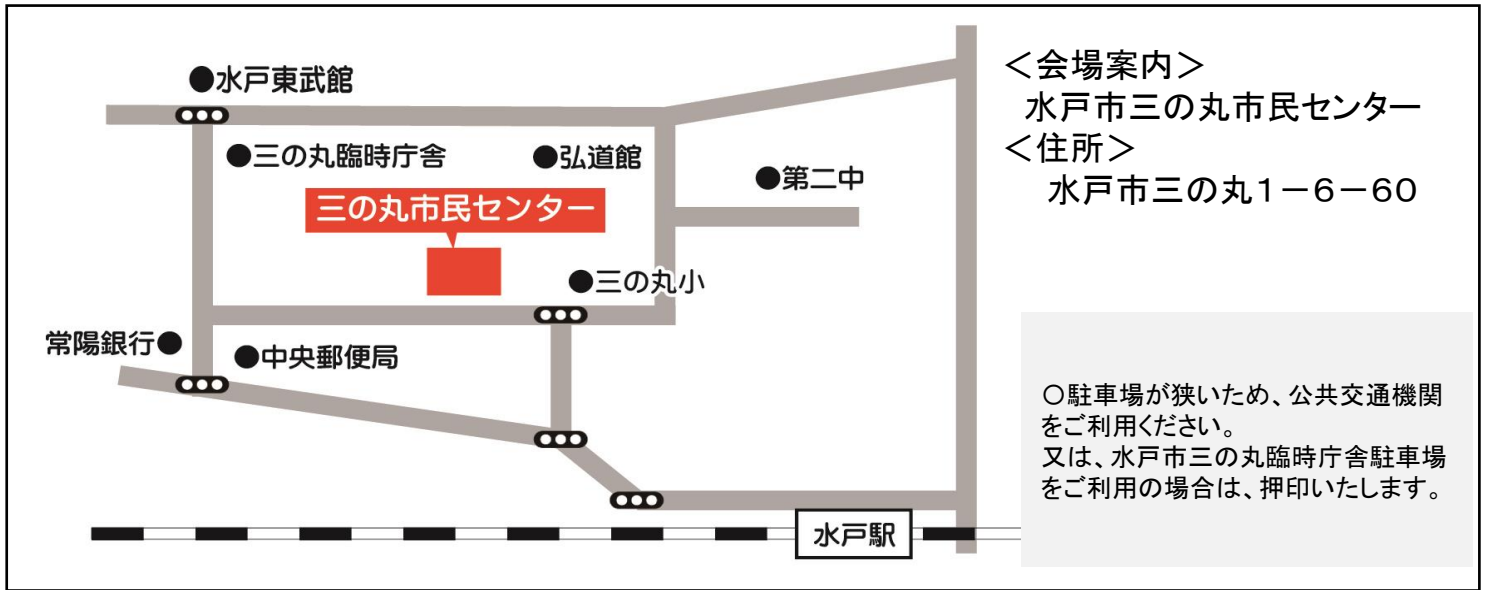 ●水戸東武館
●三の丸臨時庁舎
●弘道館
●第二中
三の丸市民センター
●三の丸小
常陽銀行●
●中央郵便局
水戸駅
＜会場案内＞
水戸市三の丸市民センター
＜住所＞
水戸市三の丸１－６－６０
○駐車場が狭いため、公共交通機関
をご利用ください。
又は、水戸市三の丸臨時庁舎駐車場
をご利用の場合は、押印いたします。